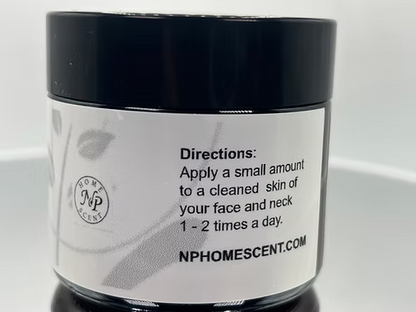 HOME
NP
SCENT
Directions:
Apply a small amount
to a cleaned skin of
your face and neck
1 - 2 times a day.
NPHOMESCENT.COM